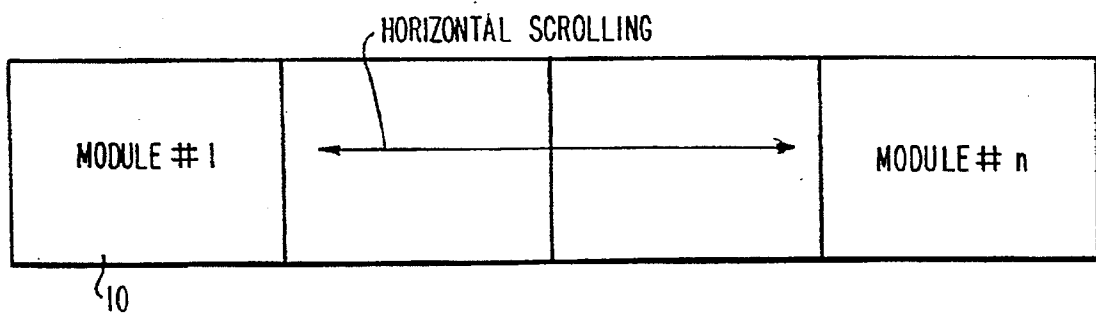 HORIZONTAL SCROLLING
MODULE # 1
MODULE # n
10